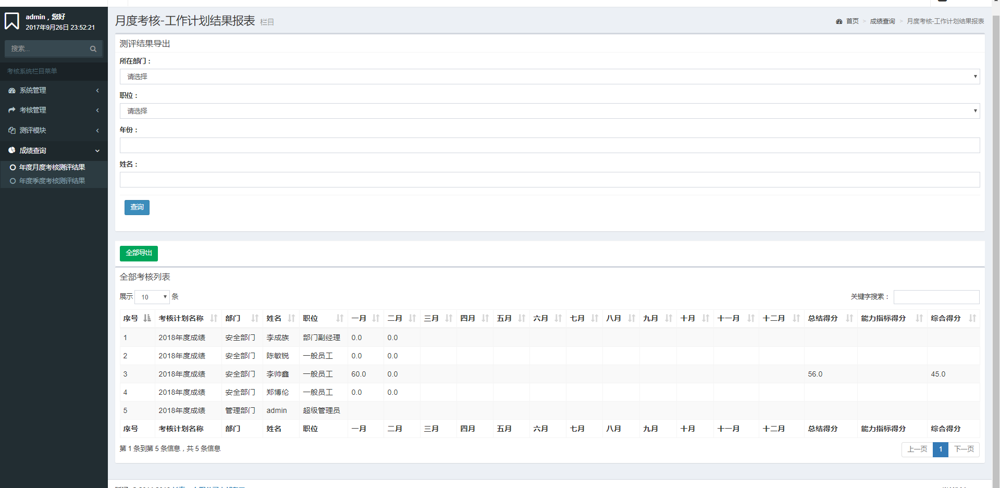 admin，您好
2017年9月26日 23:52:21
搜索...
考核系统栏目菜单
系统管理
考核管理
测评模块
成绩查询
年度月度考核测评结果
年度季度考核测评结果
月度考核-工作计划结果报表 栏目
首页 > 成绩查询 > 月度考核-工作计划结果报表
测评结果导出
所在部门：
请选择
职位：
请选择
年份：
姓名：
查询
全部导出
全部考核列表
展示 10 条
关键字搜索：
序号 考核计划名称 部门 姓名 职位 一月 二月 三月 四月 五月 六月 七月 八月 九月 十月 十一月 十二月 总结得分 能力指标得分 综合得分
1 2018年度成绩 安全部门 李成族 部门副经理 0.0 0.0
2 2018年度成绩 安全部门 陈敏锐 一般员工 0.0 0.0
3 2018年度成绩 安全部门 李帅鑫 一般员工 60.0 0.0 56.0 45.0
4 2018年度成绩 安全部门 郑博伦 一般员工 0.0 0.0
5 2018年度成绩 管理部门 admin 超级管理员
序号 考核计划名称 部门 姓名 职位 一月 二月 三月 四月 五月 六月 七月 八月 九月 十月 十一月 十二月 总结得分 能力指标得分 综合得分
第 1 条到第 5 条信息，共 5 条信息
上一页 1 下一页